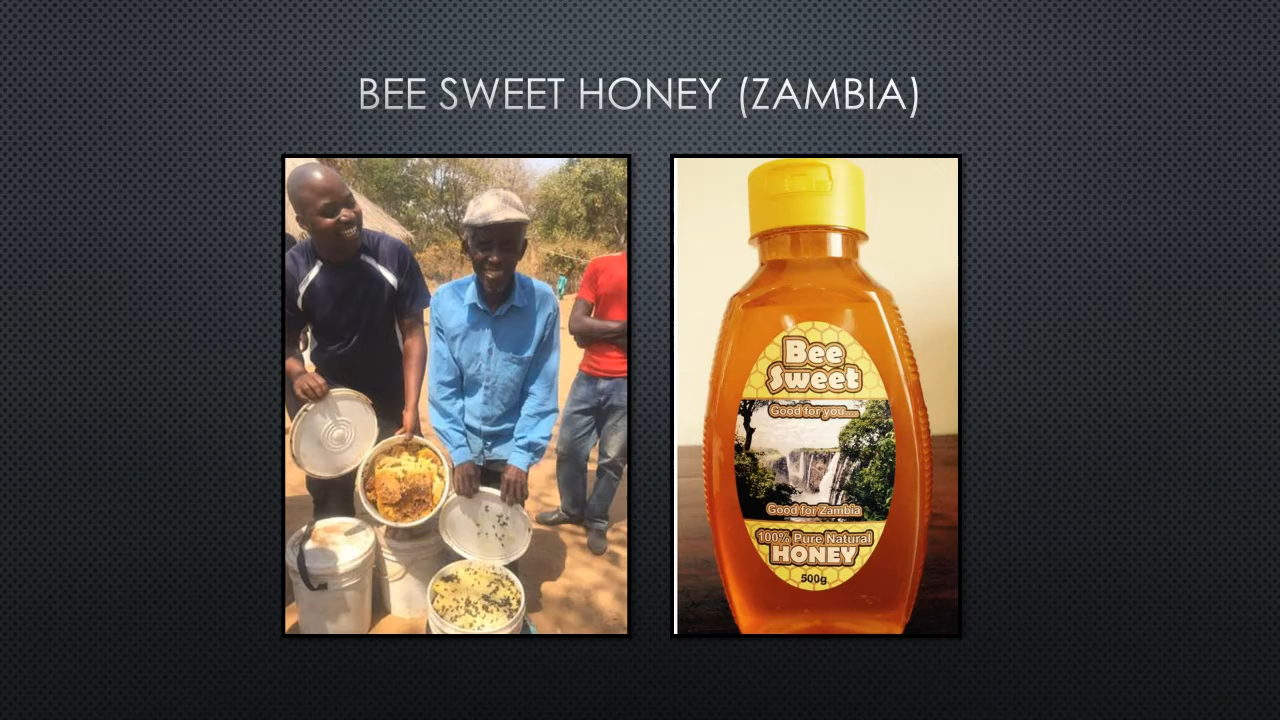 BEE SWEET HONEY (ZAMBIA)
Bee
Sweet
Good for you....
Good for Zambia
100% Pure Natural
HONEY
500g